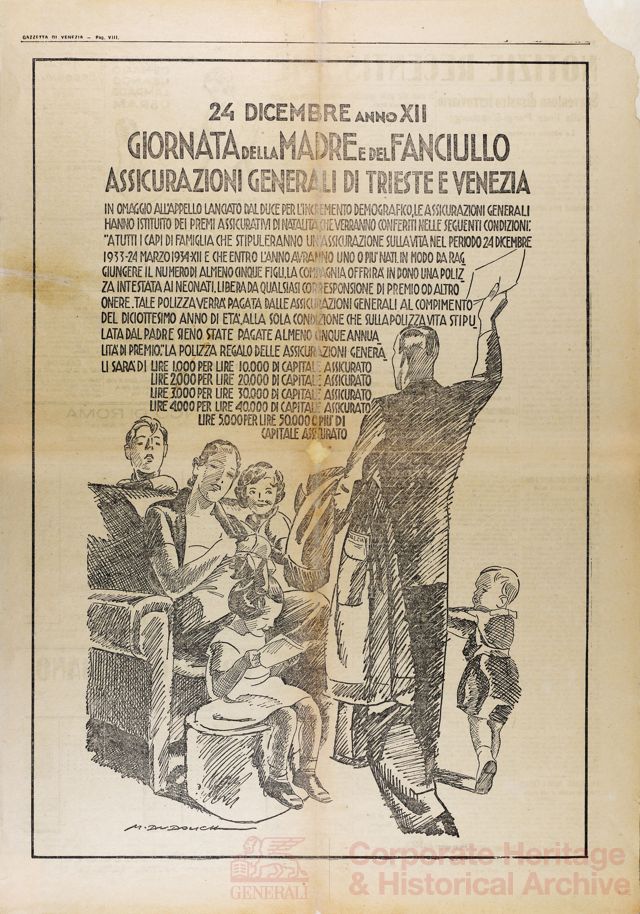 GAZZETTA DI VENEZIA — Pag. VIII.
24 DICEMBRE ANNO XII
GIORNATA DELLA MADRE E DEL FANCIULLO
ASSICURAZIONI GENERALI DI TRIESTE E VENEZIA
IN OMAGGIO ALL'APPELLO LANCIATO DAL DUCE PER L'INCREMENTO DEMOGRAFICO, LE ASSICURAZIONI GENERALI
HANNO ISTITUITO DEI PREMI ASSICURATIVI DI NATALITÀ CHE VERRANNO CONFERITI NELLE SEGUENTI CONDIZIONI:
"A TUTTI I CAPI DI FAMIGLIA CHE STIPULERANNO UN'ASSICURAZIONE SULLA VITA NEL PERIODO 24 DICEMBRE
1933-24 MARZO 1934-XII E CHE ENTRO L'ANNO AVRANNO UNO O PIU' NATI, IN MODO DA RAG
GIUNGERE IL NUMERO DI ALMENO CINQUE FIGLI, LA COMPAGNIA OFFRIRÀ IN DONO UNA POLIZ
ZA INTESTATA AI NEONATI, LIBERA DA QUALSIASI CORRESPONSIONE DI PREMIO OD ALTRO
ONERE. TALE POLIZZA VERRÀ PAGATA DALLE ASSICURAZIONI GENERALI AL COMPIMENTO
DEL DICIOTTESIMO ANNO DI ETÀ, ALLA SOLA CONDIZIONE CHE SULLA POLIZZA VITA STIPU
LATA DAL PADRE SIENO STATE PAGATE ALMENO CINQUE ANNUA
LITA' DI PREMIO." LA POLIZZA REGALO DELLE ASSICURAZIONI GENERA
LI SARÀ DI LIRE 1.000 PER LIRE 10.000 DI CAPITALE ASSICURATO
LIRE 2.000 PER LIRE 20.000 DI CAPITALE ASSICURATO
LIRE 3.000 PER LIRE 30.000 DI CAPITALE ASSICURATO
LIRE 4.000 PER LIRE 40.000 DI CAPITALE ASSICURATO
LIRE 5.000 PER LIRE 50.000 O PIU' DI
CAPITALE ASSICURATO
M. DUDOVICH
GENERALI
Corporate Heritage
& Historical Archive